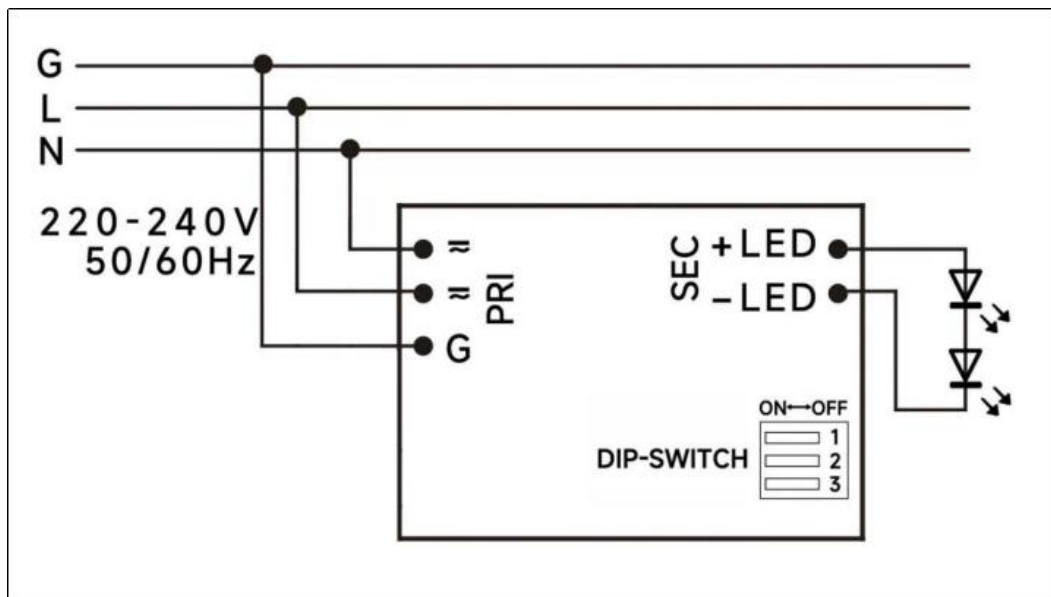 G
L
N
220-240V
50/60Hz
≂
≂
G
PRI
SEC
+LED
-LED
ON↔OFF
DIP-SWITCH
1
2
3